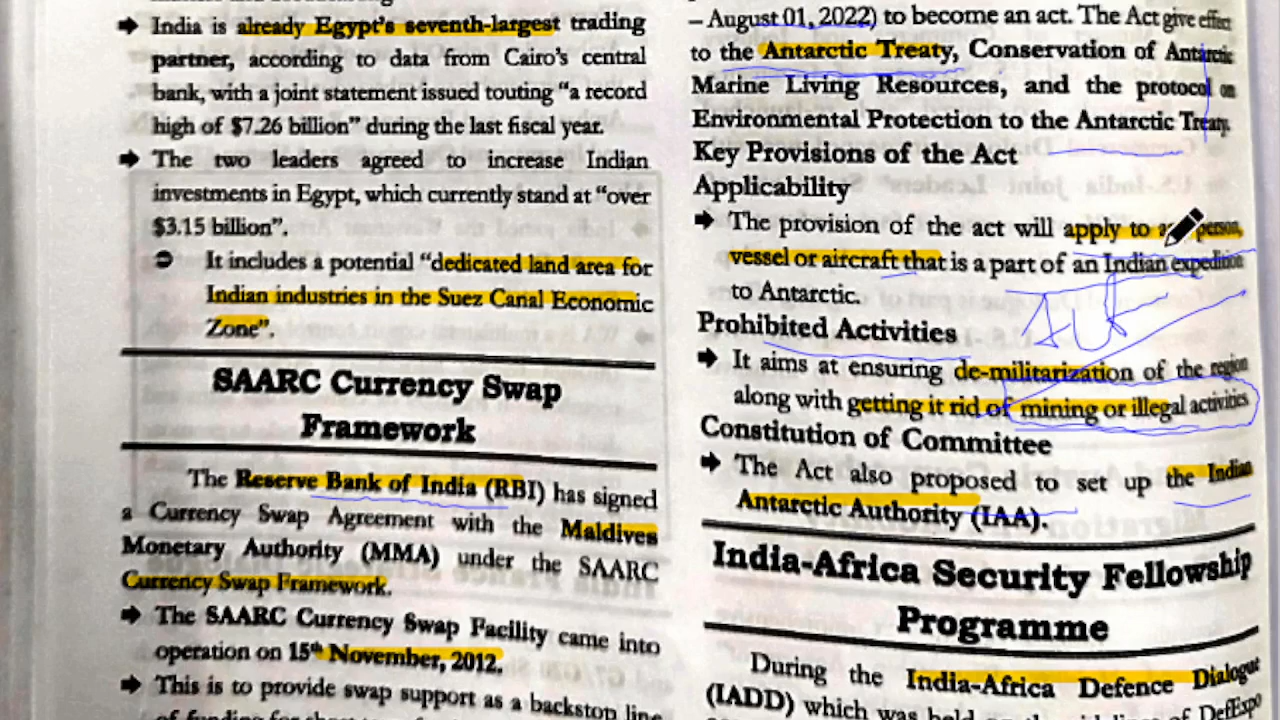 ➔ India is already Egypt's seventh-largest trading
partner, according to data from Cairo's central
bank, with a joint statement issued touting "a record
high of $7.26 billion" during the last fiscal year.
➔ The two leaders agreed to increase Indian
investments in Egypt, which currently stand at "over
$3.15 billion".
It includes a potential "dedicated land area for
Indian industries in the Suez Canal Economic
Zone".
SAARC Currency Swap
Framework
The Reserve Bank of India (RBI) has signed
a Currency Swap Agreement with the Maldives
Monetary Authority (MMA) under the SAARC
Currency Swap Framework.
➔ The SAARC Currency Swap Facility came into
operation on 15th November, 2012.
➔ This is to provide swap support as a backstop line
– August 01, 2022) to become an act. The Act give effect
to the Antarctic Treaty, Conservation of Antarctic
Marine Living Resources, and the protocol on
Environmental Protection to the Antarctic Treaty.
Key Provisions of the Act
Applicability
➔ The provision of the act will apply to person,
vessel or aircraft that is a part of an Indian expedition
to Antarctic.
Prohibited Activities
➔ It aims at ensuring de-militarization of the region
along with getting it rid of mining or illegal activities
Constitution of Committee
➔ The Act also proposed to set up the Indian
Antarctic Authority (IAA).
India-Africa Security Fellowship
Programme
During the India-Africa Defence Dialogue
(IADD) which was held on the sidelines of DefExpo